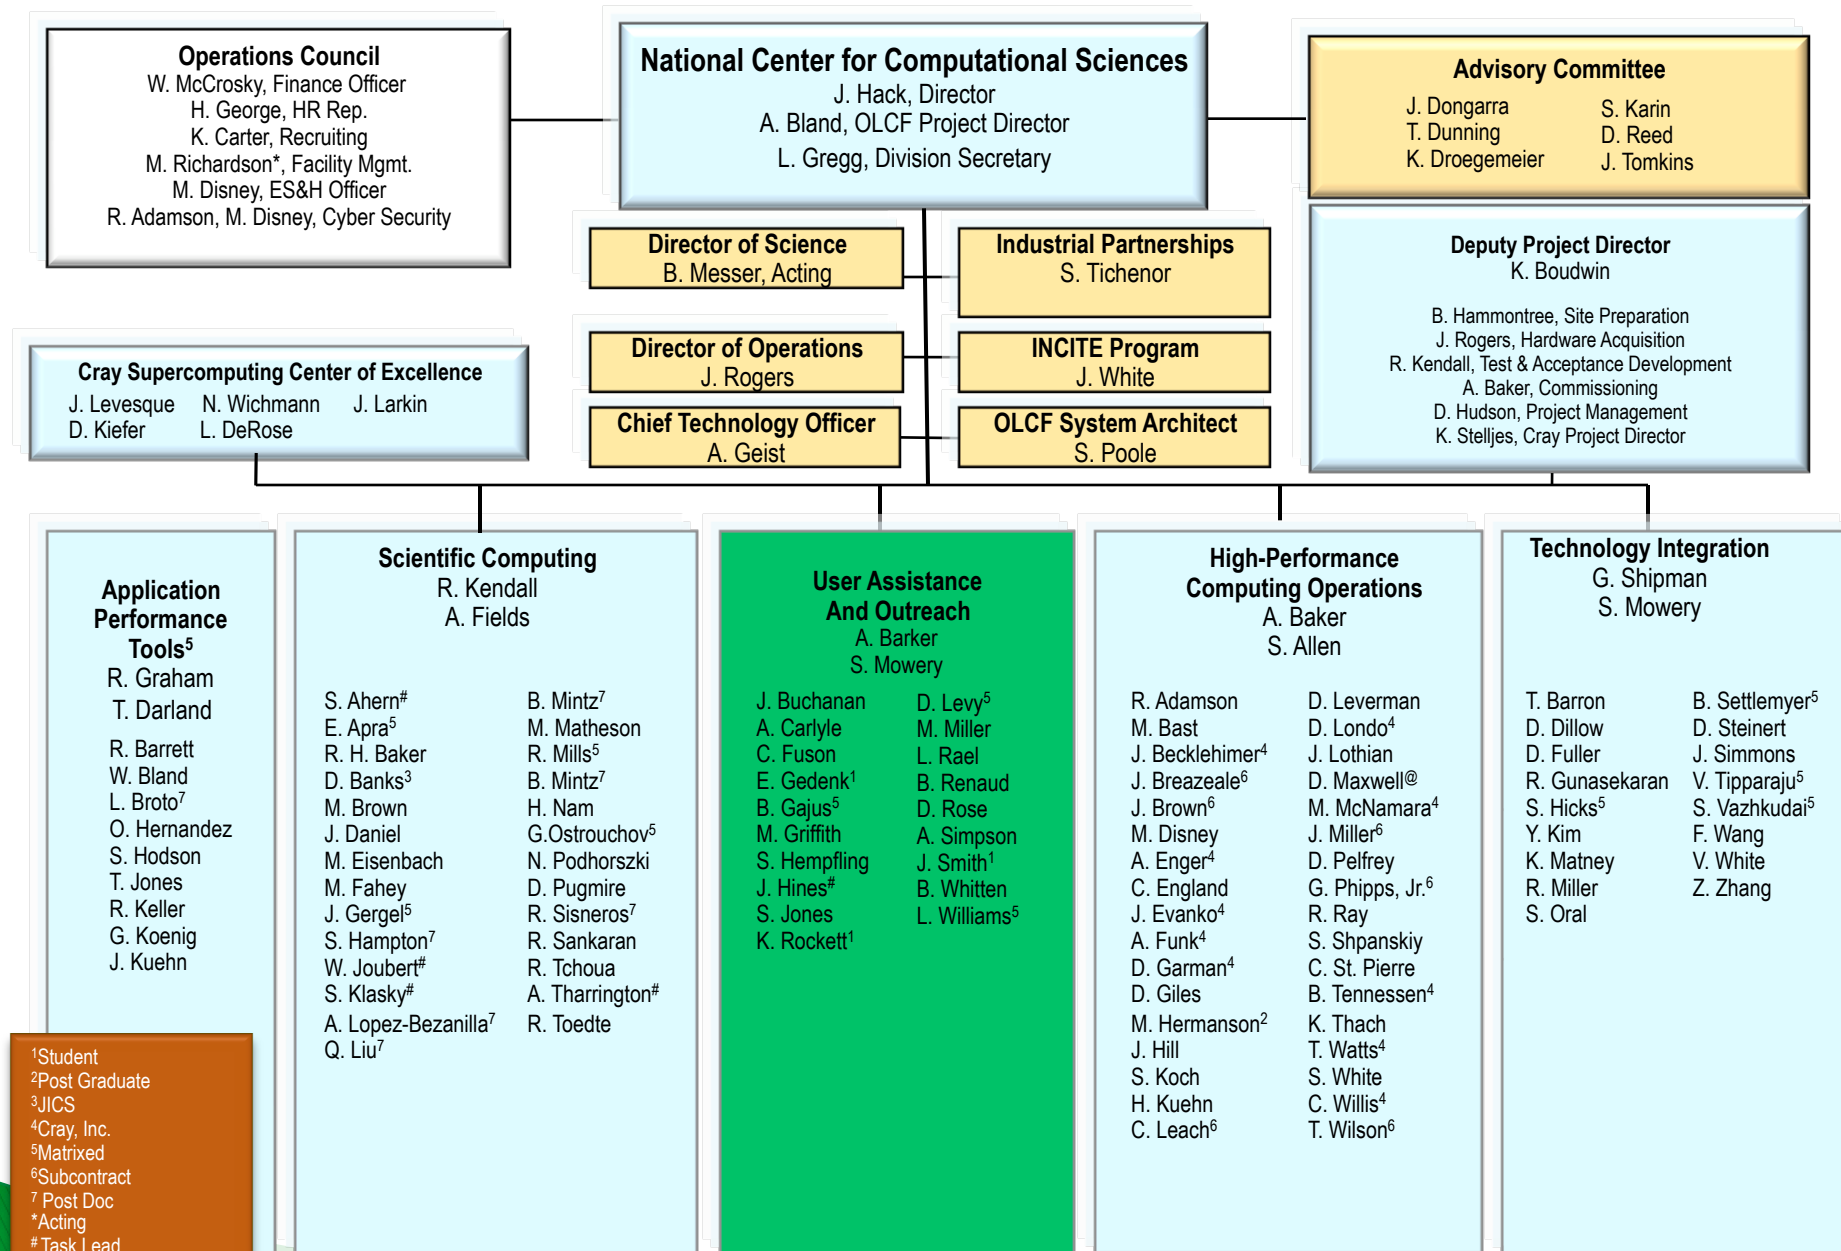 Operations Council
W. McCrosky, Finance Officer
H. George, HR Rep.
K. Carter, Recruiting
M. Richardson*, Facility Mgmt.
M. Disney, ES&H Officer
R. Adamson, M. Disney, Cyber Security
National Center for Computational Sciences
J. Hack, Director
A. Bland, OLCF Project Director
L. Gregg, Division Secretary
Advisory Committee
J. Dongarra
T. Dunning
K. Droegemeier
S. Karin
D. Reed
J. Tomkins
Director of Science
B. Messer, Acting
Industrial Partnerships
S. Tichenor
Director of Operations
J. Rogers
INCITE Program
J. White
Chief Technology Officer
A. Geist
OLCF System Architect
S. Poole
Deputy Project Director
K. Boudwin
B. Hammontree, Site Preparation
J. Rogers, Hardware Acquisition
R. Kendall, Test & Acceptance Development
A. Baker, Commissioning
D. Hudson, Project Management
K. Stelljes, Cray Project Director
Cray Supercomputing Center of Excellence
J. Levesque N. Wichmann J. Larkin
D. Kiefer L. DeRose
Application
Performance
Tools⁵
R. Graham
T. Darland
R. Barrett
W. Bland
L. Broto⁷
O. Hernandez
S. Hodson
T. Jones
R. Keller
G. Koenig
J. Kuehn
Scientific Computing
R. Kendall
A. Fields
S. Ahern#
E. Apra⁵
R. H. Baker
D. Banks³
M. Brown
J. Daniel
M. Eisenbach
M. Fahey
J. Gergel⁵
S. Hampton⁷
W. Joubert#
S. Klasky#
A. Lopez-Bezanilla⁷
Q. Liu⁷
B. Mintz⁷
M. Matheson
R. Mills⁵
B. Mintz⁷
H. Nam
G.Ostrouchov⁵
N. Podhorszki
D. Pugmire
R. Sisneros⁷
R. Sankaran
R. Tchoua
A. Tharrington#
R. Toedte
User Assistance
And Outreach
A. Barker
S. Mowery
J. Buchanan
A. Carlyle
C. Fuson
E. Gedenk¹
B. Gajus⁵
M. Griffith
S. Hempfling
J. Hines#
S. Jones
K. Rockett¹
D. Levy⁵
M. Miller
L. Rael
B. Renaud
D. Rose
A. Simpson
J. Smith¹
B. Whitten
L. Williams⁵
High-Performance
Computing Operations
A. Baker
S. Allen
R. Adamson
M. Bast
J. Becklehimer⁴
J. Breazeale⁶
J. Brown⁶
M. Disney
A. Enger⁴
C. England
J. Evanko⁴
A. Funk⁴
D. Garman⁴
D. Giles
M. Hermanson²
J. Hill
S. Koch
H. Kuehn
C. Leach⁶
D. Leverman
D. Londo⁴
J. Lothian
D. Maxwell@
M. McNamara⁴
J. Miller⁶
D. Pelfrey
G. Phipps, Jr.⁶
R. Ray
S. Shpanskiy
C. St. Pierre
B. Tennessen⁴
K. Thach
T. Watts⁴
S. White
C. Willis⁴
T. Wilson⁶
Technology Integration
G. Shipman
S. Mowery
T. Barron
D. Dillow
D. Fuller
R. Gunasekaran
S. Hicks⁵
Y. Kim
K. Matney
R. Miller
S. Oral
B. Settlemyer⁵
D. Steinert
J. Simmons
V. Tipparaju⁵
S. Vazhkudai⁵
F. Wang
V. White
Z. Zhang
¹Student
²Post Graduate
³JICS
⁴Cray, Inc.
⁵Matrixed
⁶Subcontract
⁷ Post Doc
*Acting
# Task Lead